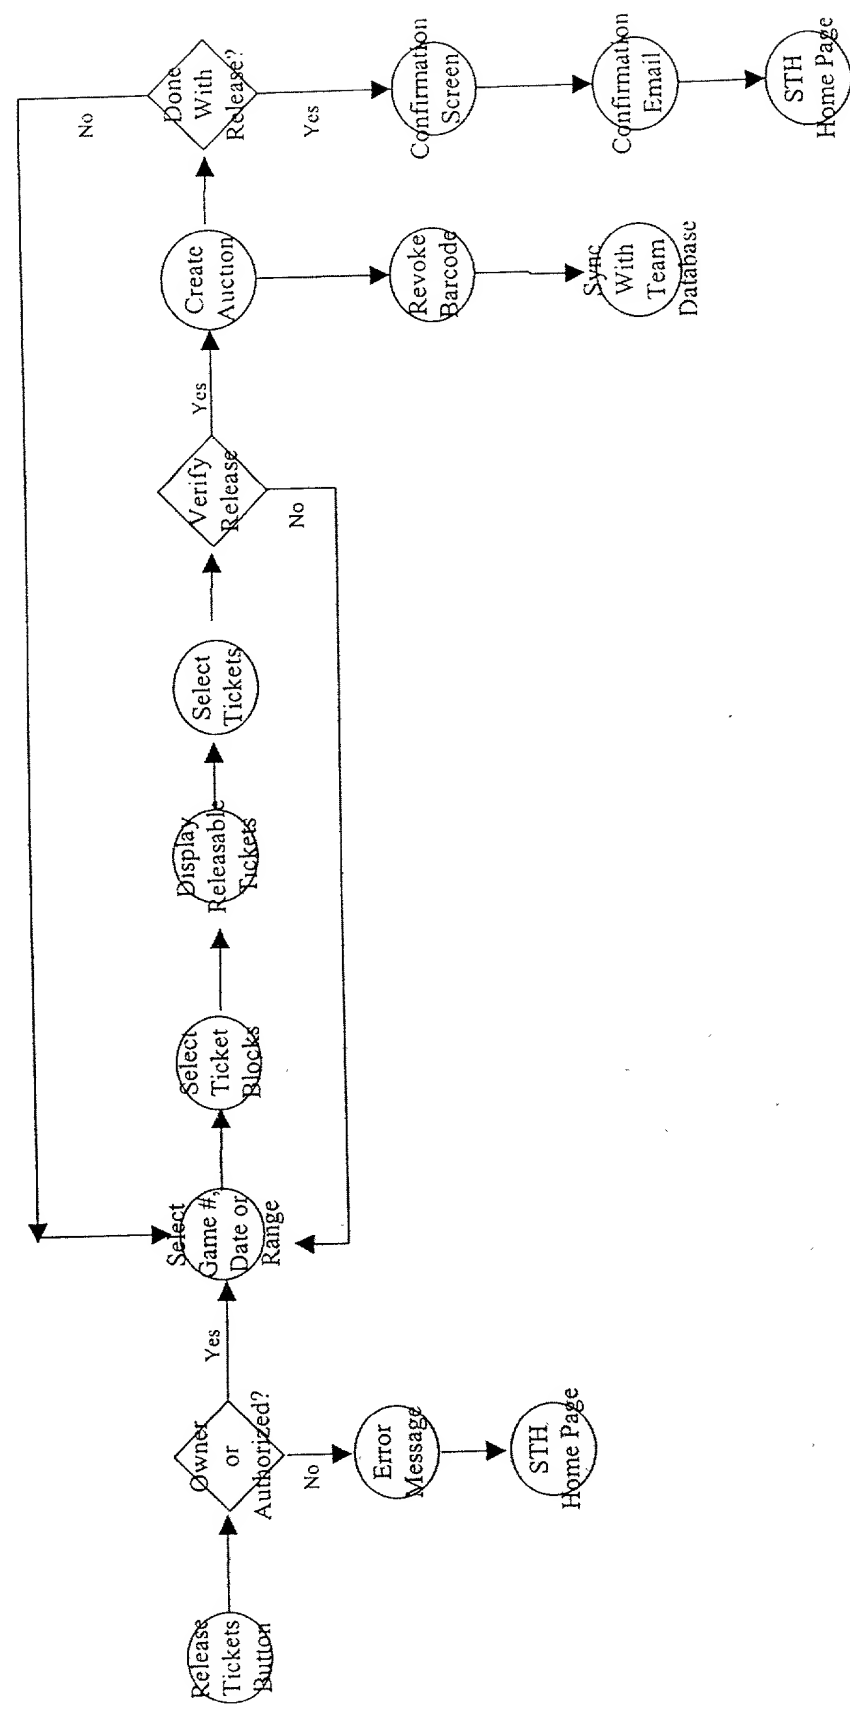 Release
Tickets
Button
Owner
or
Authorized?
Yes
No
Error
Message
STH
Home Page
Select
Game #,
Date or
Range
Select
Ticket
Blocks
Display
Releasable
Tickets
Select
Tickets
Verify
Release
Yes
No
Create
Auction
Revoke
Barcode
Sync
With
Team
Database
Done
With
Release?
No
Yes
Confirmation
Screen
Confirmation
Email
STH
Home Page